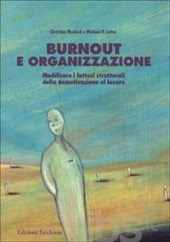 Christina Maslach e Michael P. Leiter
BURNOUT
E ORGANIZZAZIONE
Modificare i fattori strutturali
della demotivazione al lavoro
Edizioni Erickson